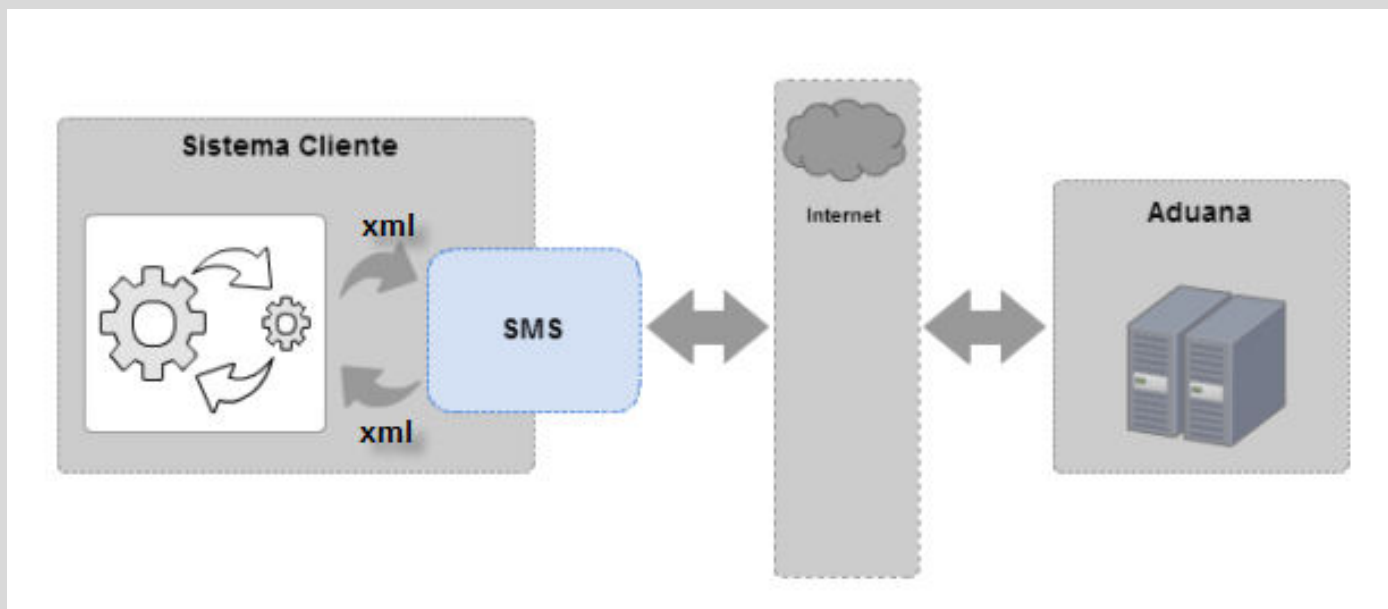 Sistema Cliente
xml
SMS
xml
Internet
Aduana